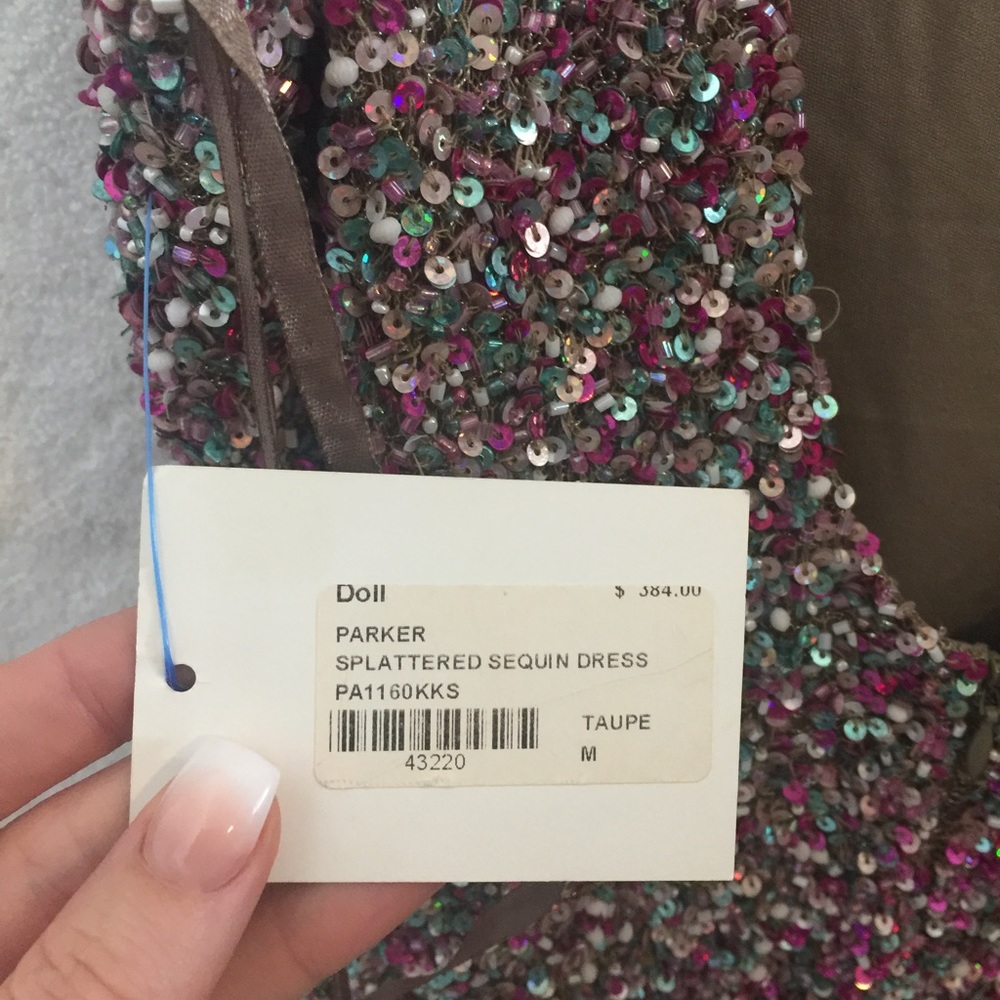 Doll $ 384.00
PARKER
SPLATTERED SEQUIN DRESS
PA1160KKS
TAUPE
43220 M